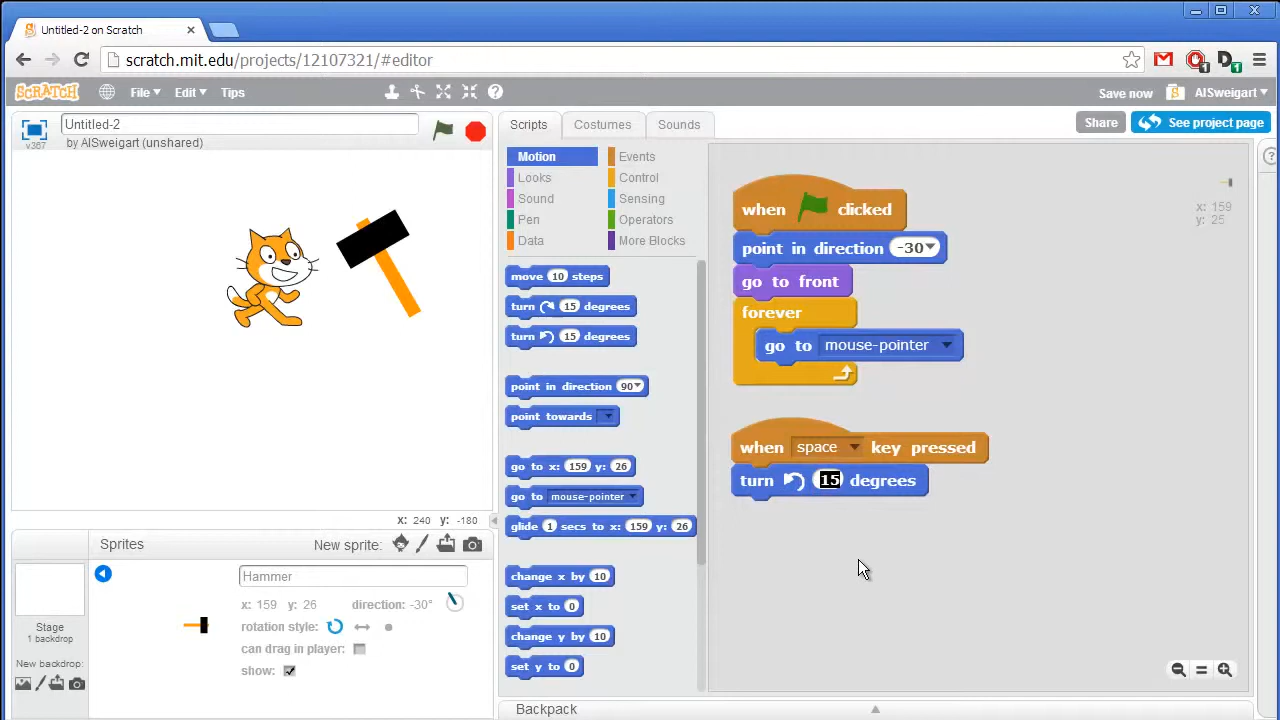 Untitled-2 on Scratch
scratch.mit.edu/projects/12107321/#editor
1
1
SCRATCH
File
Edit
Tips
Save now
AlSweigart
v387
Untitled-2
by AlSweigart (unshared)
Scripts
Costumes
Sounds
Share
See project page
Motion
Looks
Sound
Pen
Data
Events
Control
Sensing
Operators
More Blocks
move 10 steps
turn 15 degrees
turn 15 degrees
point in direction 90
point towards
go to x: 159 y: 26
go to mouse-pointer
glide 1 secs to x: 159 y: 26
change x by 10
set x to 0
change y by 10
set y to 0
when clicked
point in direction -30
go to front
forever
go to mouse-pointer
when space key pressed
turn 15 degrees
x: 159
y: 25
x: 240 y: -180
Sprites
New sprite:
Stage
1 backdrop
New backdrop:
Hammer
x: 159 y: 26 direction: -30°
rotation style:
can drag in player:
show:
Backpack